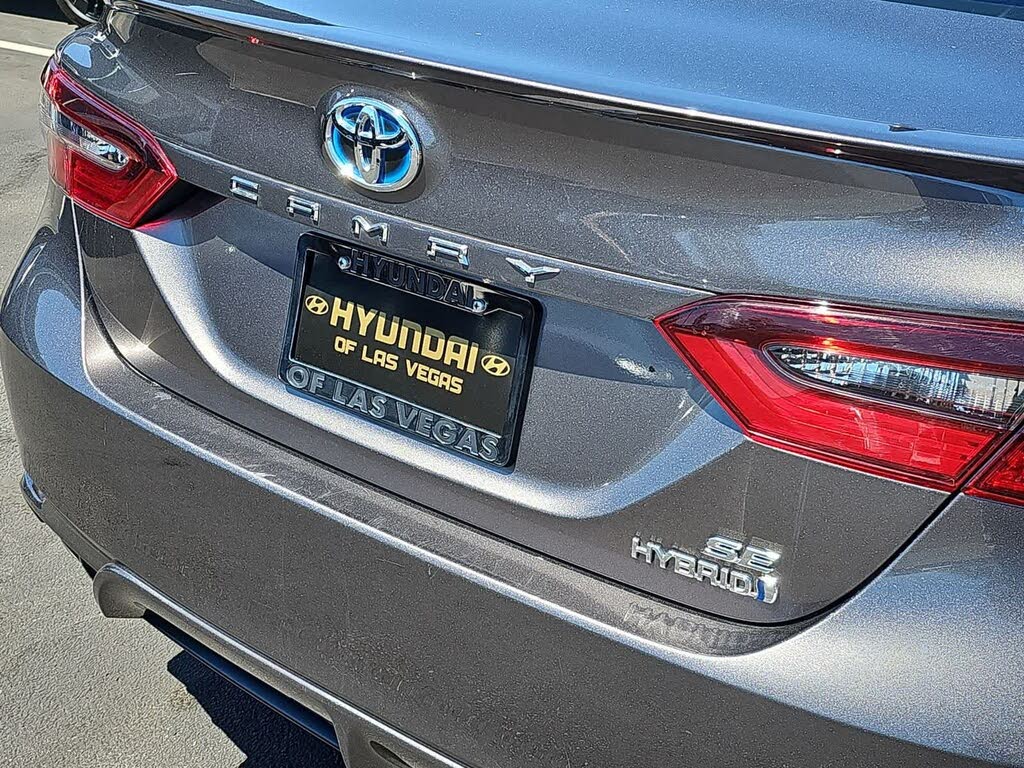 CAMRY
HYUNDAI
HYUNDAI
OF LAS VEGAS
OF LAS VEGAS
SE
HYBRID